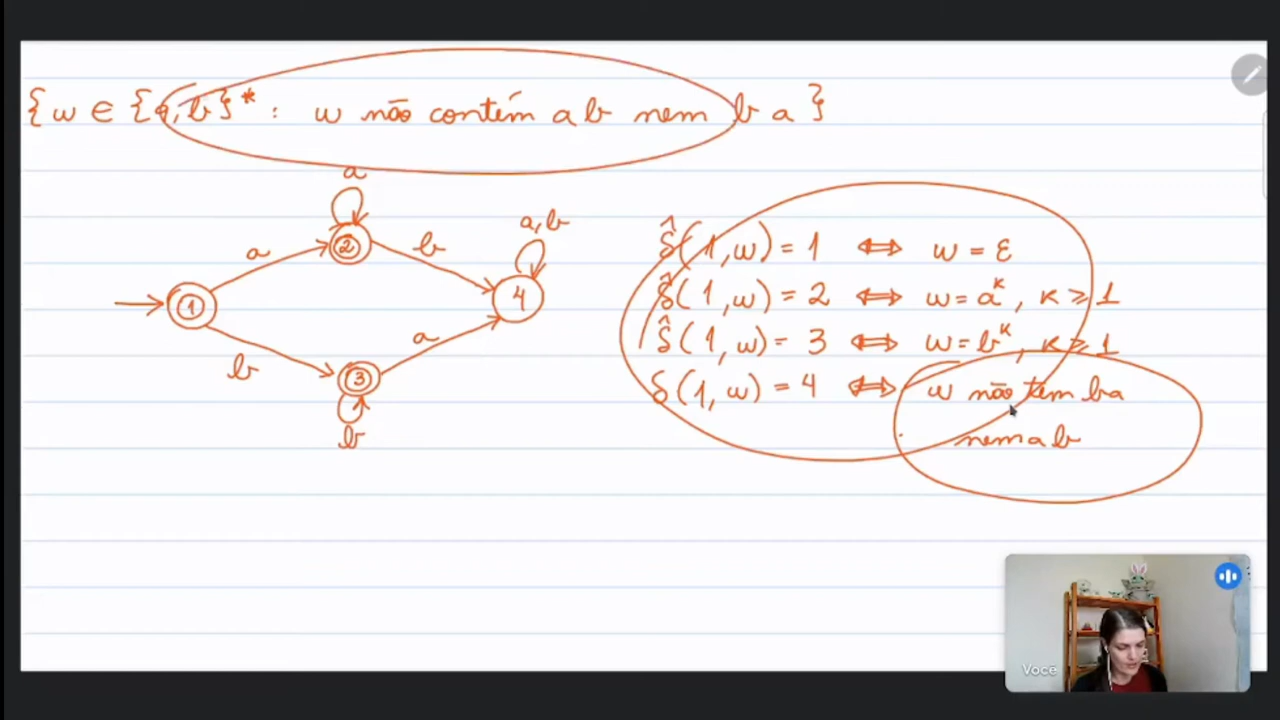 {w ∈ {a,b}* : w não contém ab nem ba}
a
a
b
a,b
1
2
4
b
a
3
b
δ̂(1,w) = 1 ⇔ w = ε
δ̂(1,w) = 2 ⇔ w = a^κ, κ ≥ 1
δ̂(1,w) = 3 ⇔ w = b^κ, κ ≥ 1
δ(1,w) = 4 ⇔ w não tem ba
nem ab
Você